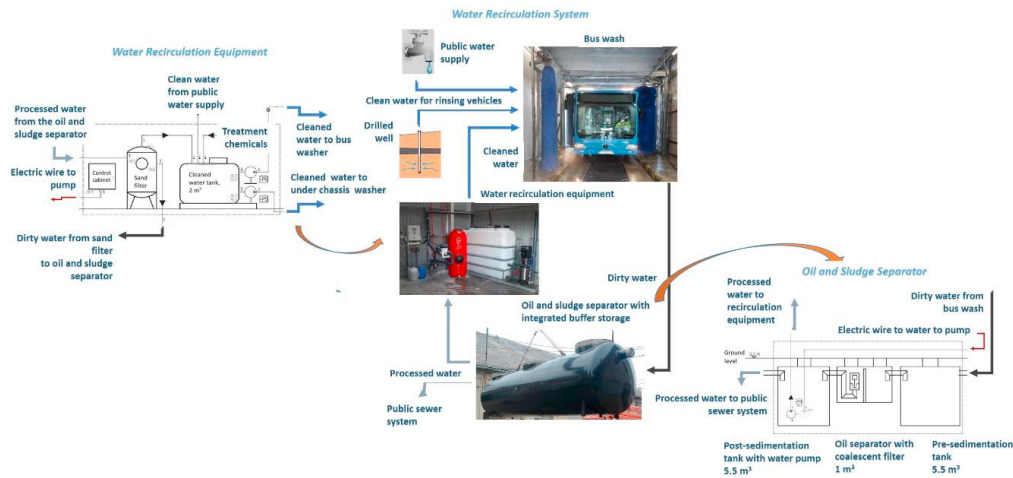 Water Recirculation System
Water Recirculation Equipment
Clean water
from public
water supply
Processed water
from the oil and
sludge separator
Treatment
chemicals
Cleaned
water to bus
washer
Electric wire to
pump
Control
cabinet
Sand
filter
Cleaned
water tank,
2 m³
Cleaned water to
under chassis washer
Dirty water from sand
filter
to oil and sludge
separator
Public water
supply
Bus wash
Clean water for rinsing vehicles
Drilled
well
Cleaned
water
Water recirculation equipment
Dirty water
Oil and sludge separator with
integrated buffer storage
Processed water
Public sewer
system
Oil and Sludge Separator
Processed
water to
recirculation
equipment
Dirty water from
bus wash
Electric wire to water to pump
Ground
level
Processed water to public
sewer system
Post-sedimentation
tank with water pump
5.5 m³
Oil separator with
coalescent filter
1 m³
Pre-sedimentation
tank
5.5 m³